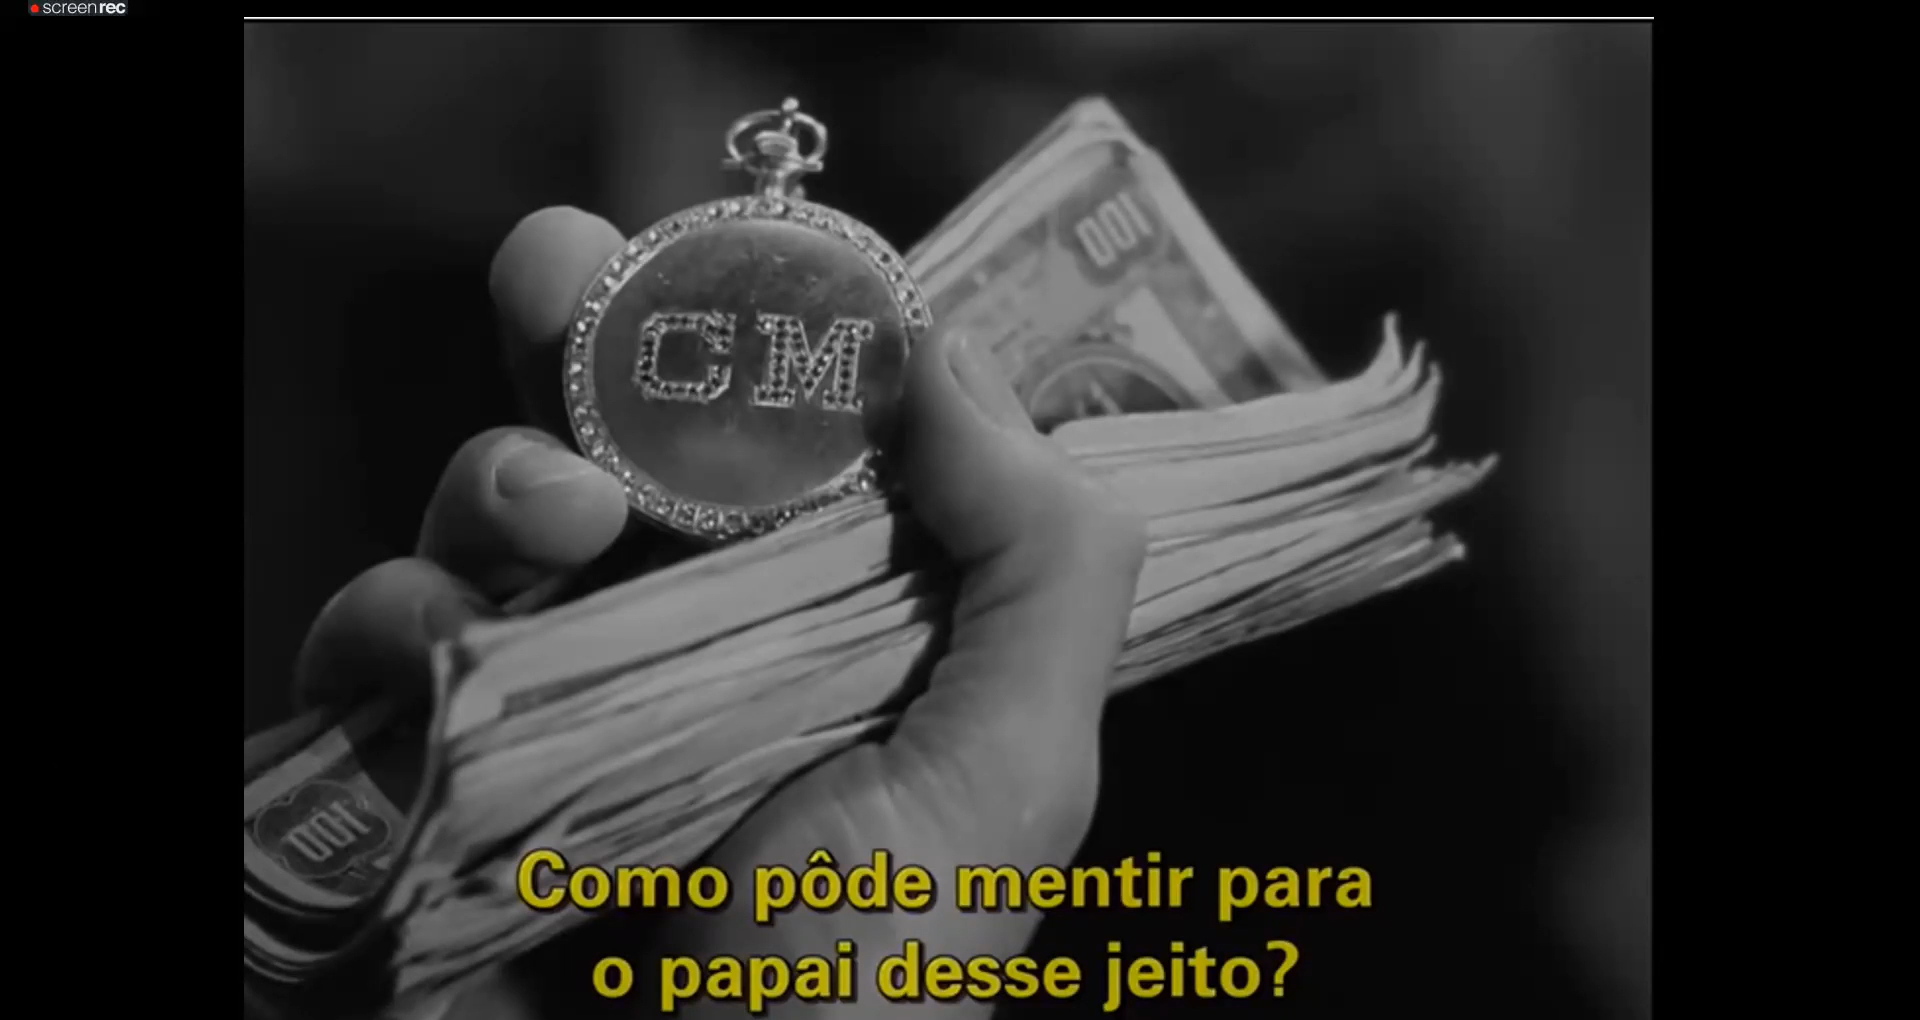 screenrec
CM
100
100
Como pôde mentir para
o papai desse jeito?